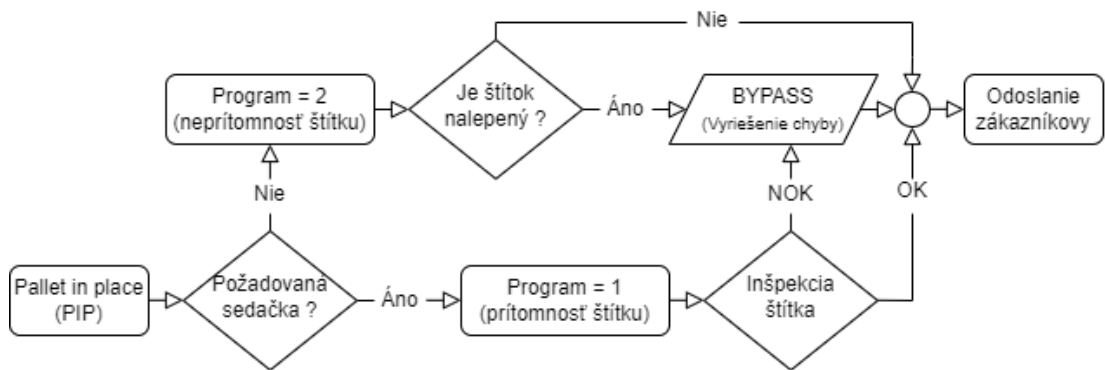 Nie
Program = 2
(neprítomnosť štítku)
Je štítok
nalepený ?
Áno
BYPASS
(Vyriešenie chyby)
Odoslanie
zákazníkovy
Nie
NOK
OK
Pallet in place
(PIP)
Požadovaná
sedačka ?
Áno
Program = 1
(prítomnosť štítku)
Inšpekcia
štítka